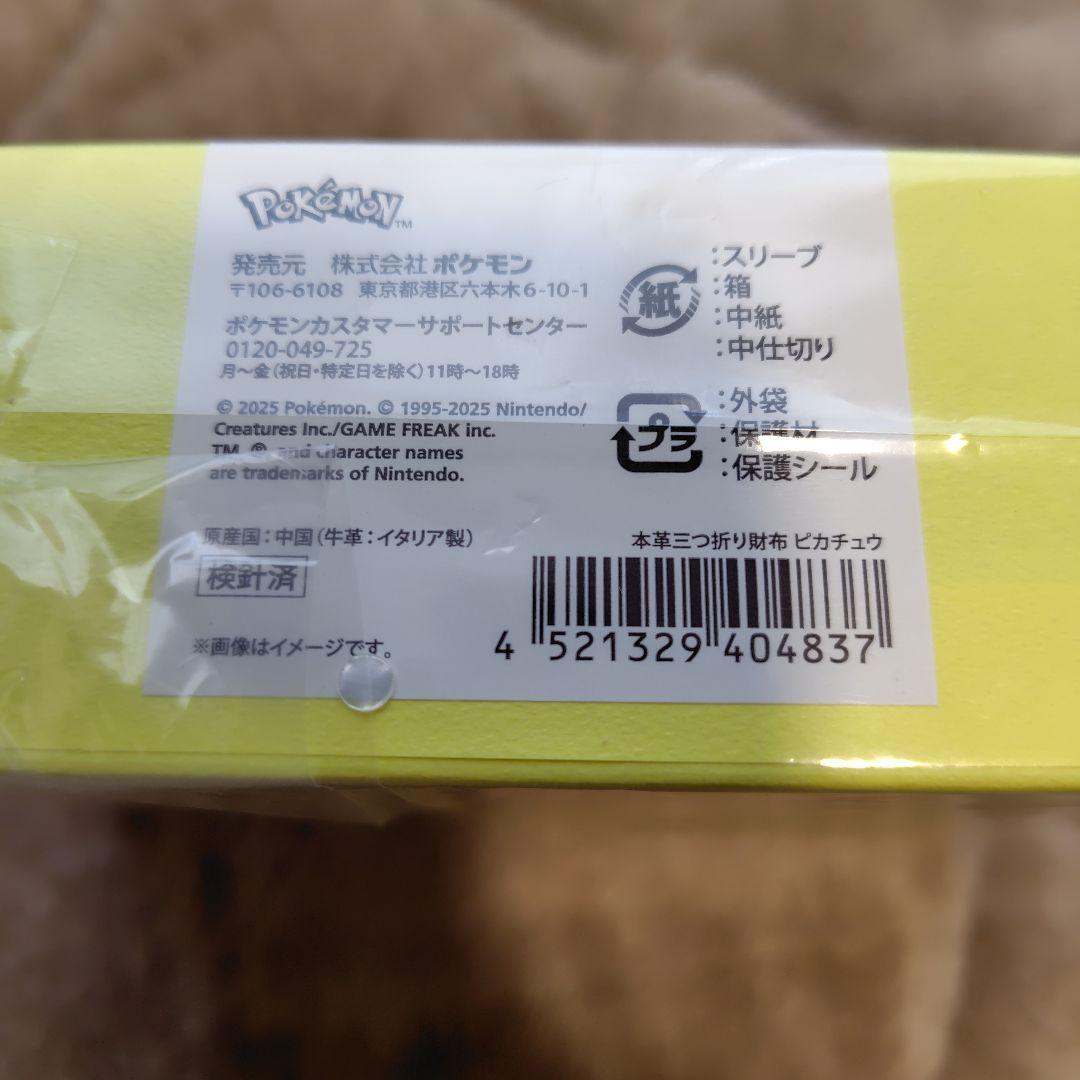 POKéMON™
発売元 株式会社ポケモン
〒106-6108 東京都港区六本木6-10-1
ポケモンカスタマーサポートセンター
0120-049-725
月～金(祝日・特定日を除く)11時～18時
© 2025 Pokémon. © 1995-2025 Nintendo/
Creatures Inc./GAME FREAK inc.
TM, ®, and character names
are trademarks of Nintendo.
原産国:中国(牛革:イタリア製)
検針済
※画像はイメージです。
紙
:スリーブ
:箱
:中紙
:中仕切り
プラ
:外袋
:保護材
:保護シール
本革三つ折り財布 ピカチュウ
4 521329 404837